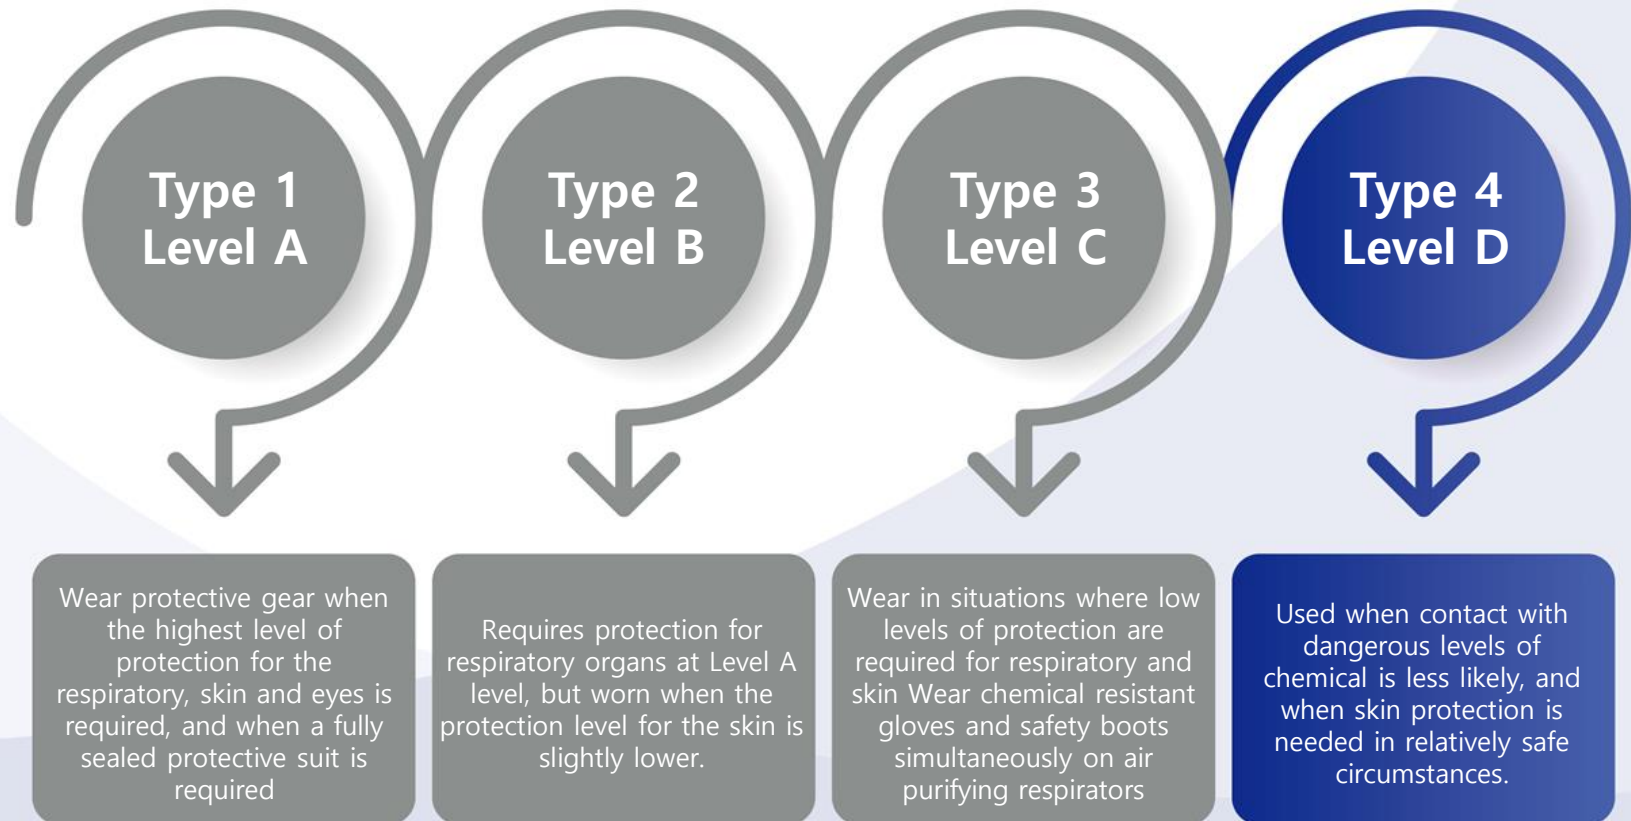 Type 1
Level A
Type 2
Level B
Type 3
Level C
Type 4
Level D
Wear protective gear when
the highest level of
protection for the
respiratory, skin and eyes is
required, and when a fully
sealed protective suit is
required
Requires protection for
respiratory organs at Level A
level, but worn when the
protection level for the skin is
slightly lower.
Wear in situations where low
levels of protection are
required for respiratory and
skin Wear chemical resistant
gloves and safety boots
simultaneously on air
purifying respirators
Used when contact with
dangerous levels of
chemical is less likely, and
when skin protection is
needed in relatively safe
circumstances.